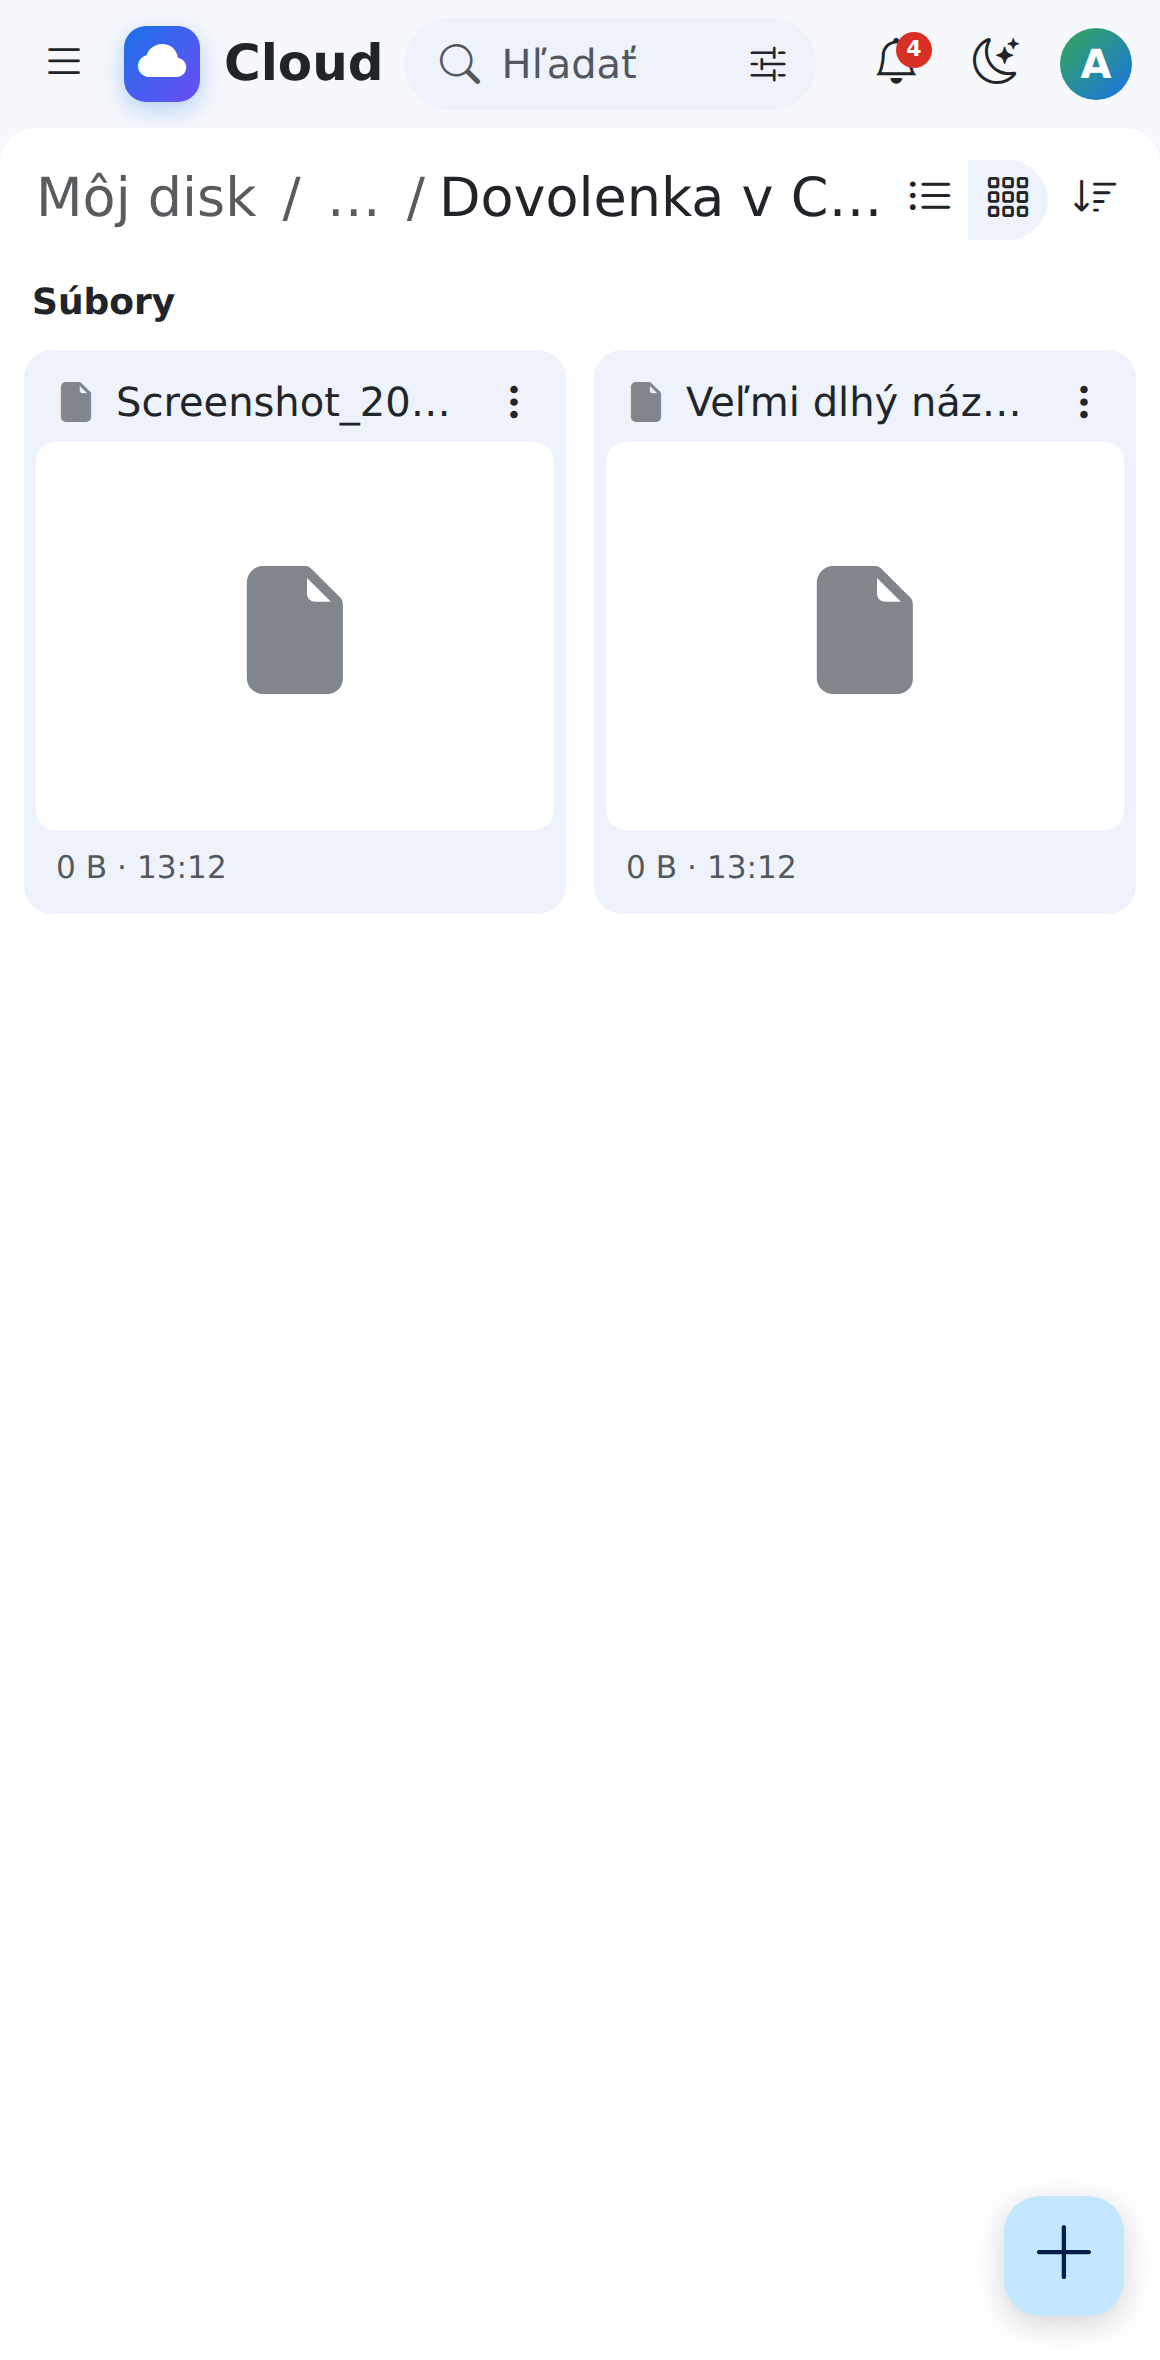 Cloud
Hľadať
4
A
Môj disk / ... / Dovolenka v C...
Súbory
Screenshot_20...
Veľmi dlhý náz...
0 B · 13:12
0 B · 13:12